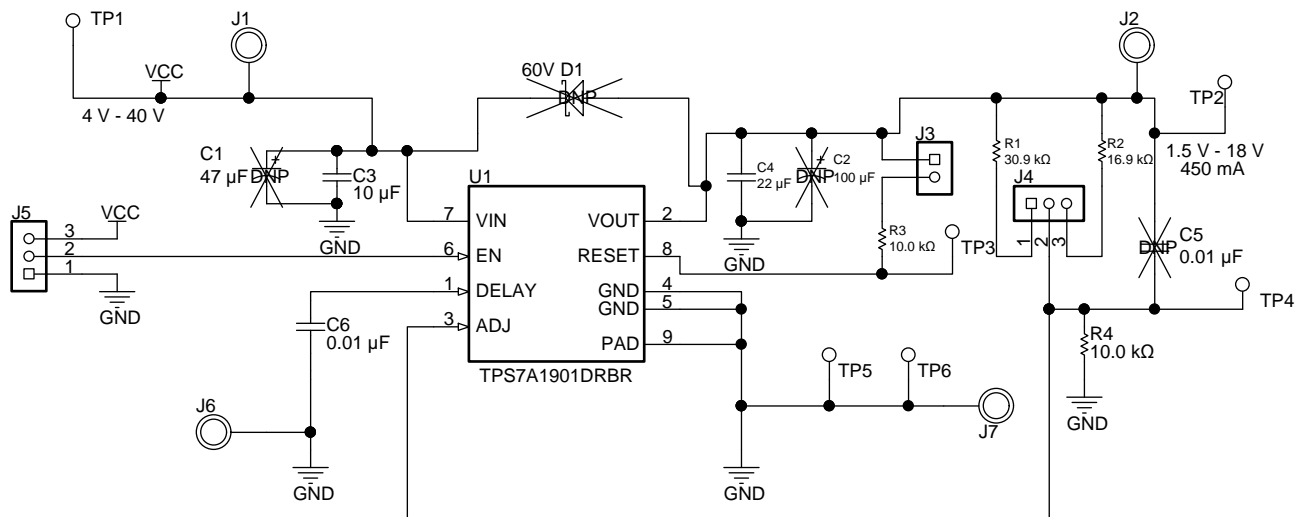 TP1
J1
J2
VCC
60V D1
DNP
TP2
4 V - 40 V
J3
C1
47 µF
DNP
C3
10 µF
U1
C4
22 µF
DNP
C2
100 µF
R1
30.9 kΩ
R2
16.9 kΩ
1.5 V - 18 V
450 mA
J4
J5
VCC
GND
7
VIN
VOUT
2
R3
10.0 kΩ
TP3
1
2
3
DNP
C5
0.01 µF
3
2
1
6
EN
RESET
8
GND
GND
1
DELAY
GND
4
GND
5
TP4
C6
0.01 µF
3
ADJ
PAD
9
R4
10.0 kΩ
TPS7A1901DRBR
TP5
TP6
J6
J7
GND
GND
GND